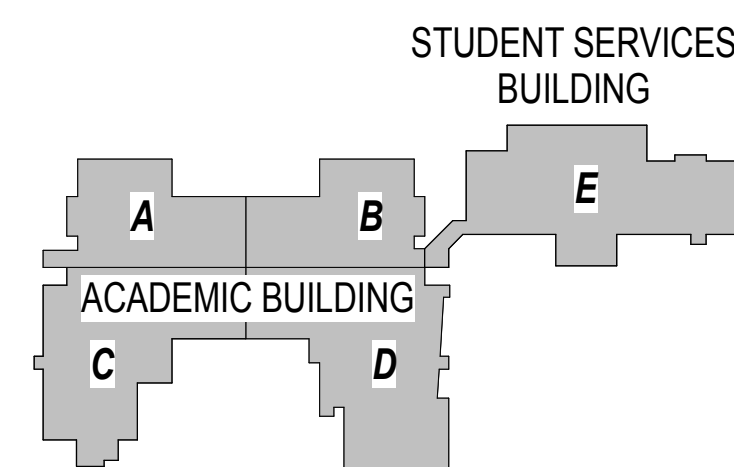 STUDENT SERVICES
BUILDING
A
B
E
ACADEMIC BUILDING
C
D